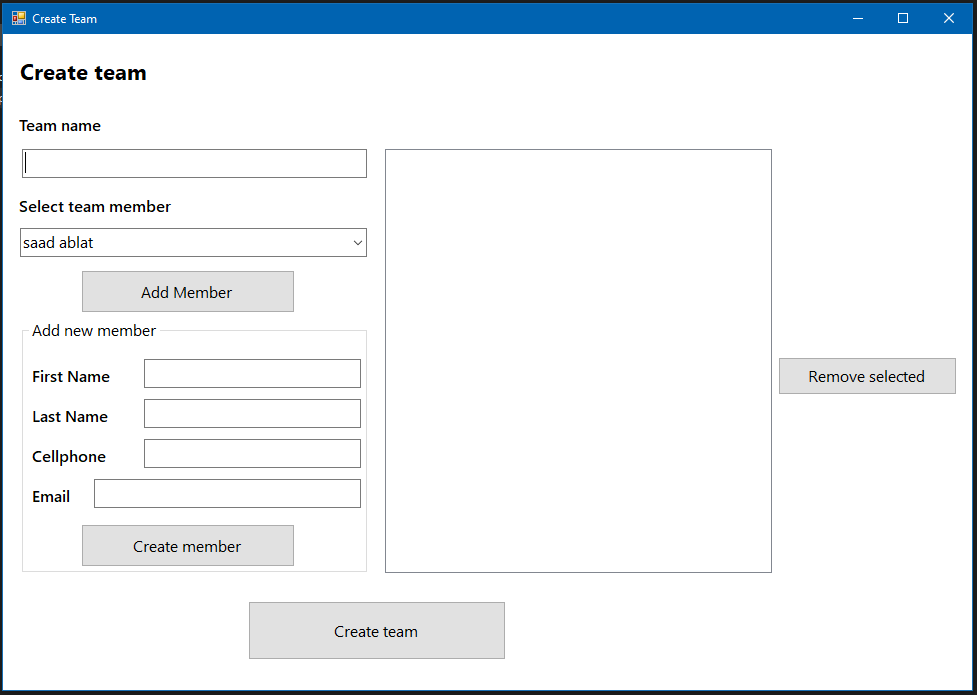 Create Team
Create team
Team name
Select team member
saad ablat
Add Member
Add new member
First Name
Last Name
Cellphone
Email
Create member
Remove selected
Create team